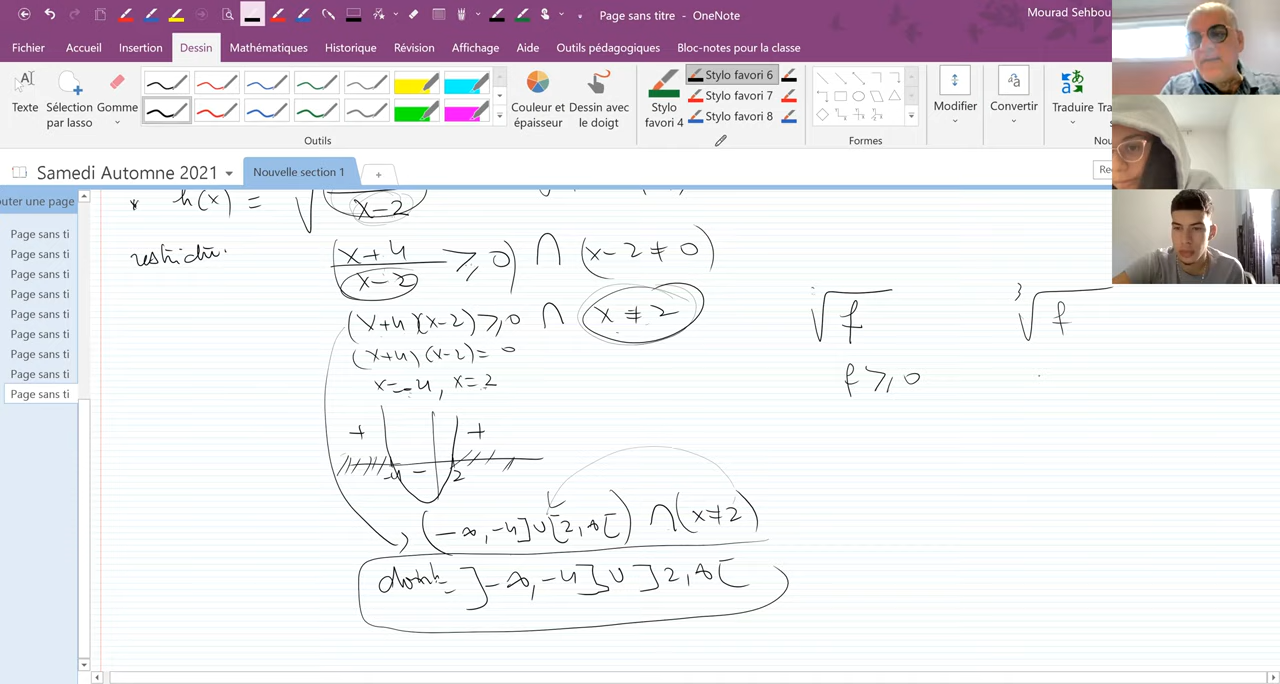 Page sans titre - OneNote
Mourad Sehbou
Fichier Accueil Insertion Dessin Mathématiques Historique Révision Affichage Aide Outils pédagogiques Bloc-notes pour la classe
Texte Sélection par lasso Gomme
Couleur et épaisseur Dessin avec le doigt
Stylo favori 4
Stylo favori 6
Stylo favori 7
Stylo favori 8
Modifier Convertir Traduire
Outils Formes
Samedi Automne 2021 Nouvelle section 1 +
outer une page
Page sans ti
Page sans ti
Page sans ti
Page sans ti
Page sans ti
Page sans ti
Page sans ti
Page sans ti
Page sans ti
* h(x) = √ x-2
x+4 / x-2 ≥ 0) ∩ (x-2 ≠ 0)
(x+4)(x-2) ≥ 0 ∩ x ≠ 2
(x+4)(x-2) = 0
x = -4, x = 2
+ +
-4 - 2
(-∞, -4] ∪ [2, ∞[) ∩ (x ≠ 2)
]-∞, -4] ∪ ]2, ∞[
√f ³√f
f ≥ 0